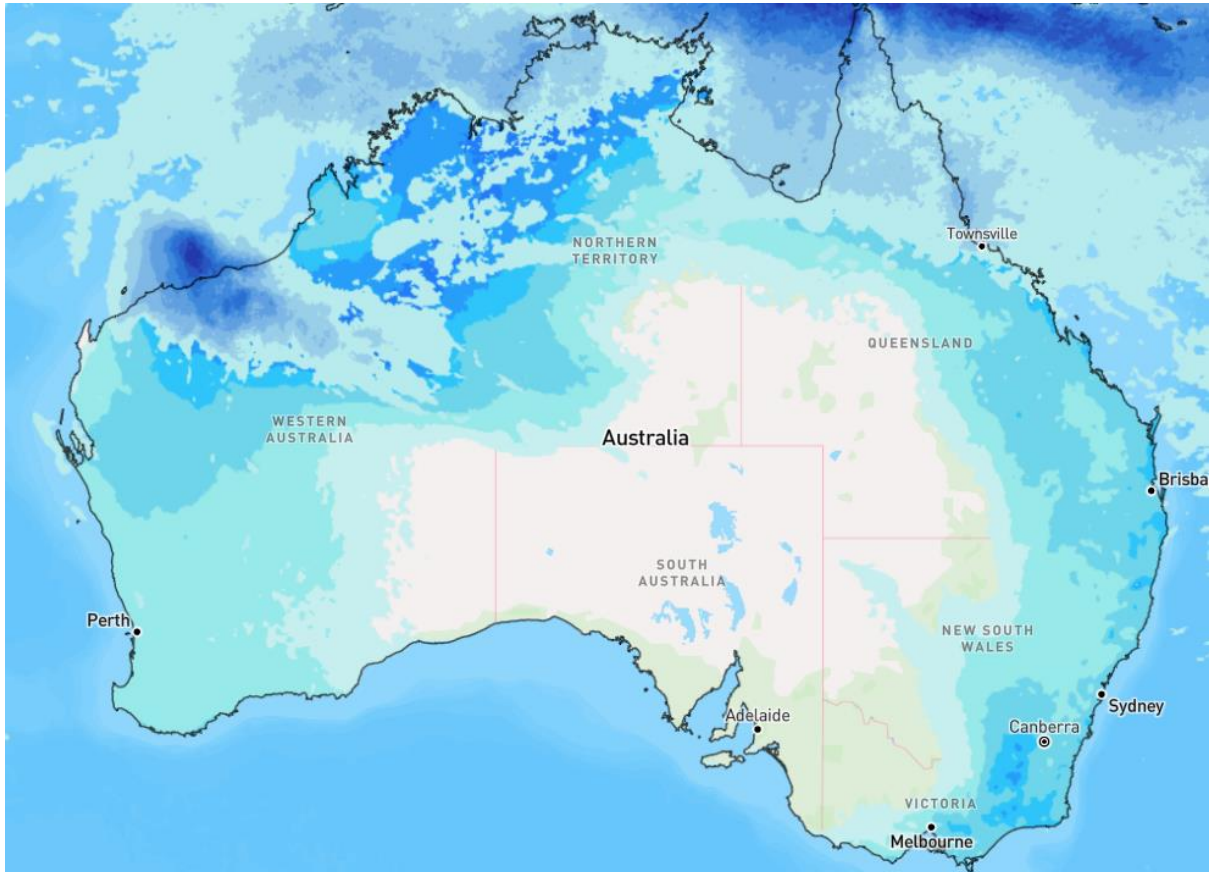 Townsville
NORTHERN
TERRITORY
QUEENSLAND
WESTERN
AUSTRALIA
Australia
Brisba
SOUTH
AUSTRALIA
Perth
NEW SOUTH
WALES
Sydney
Adelaide
Canberra
VICTORIA
Melbourne